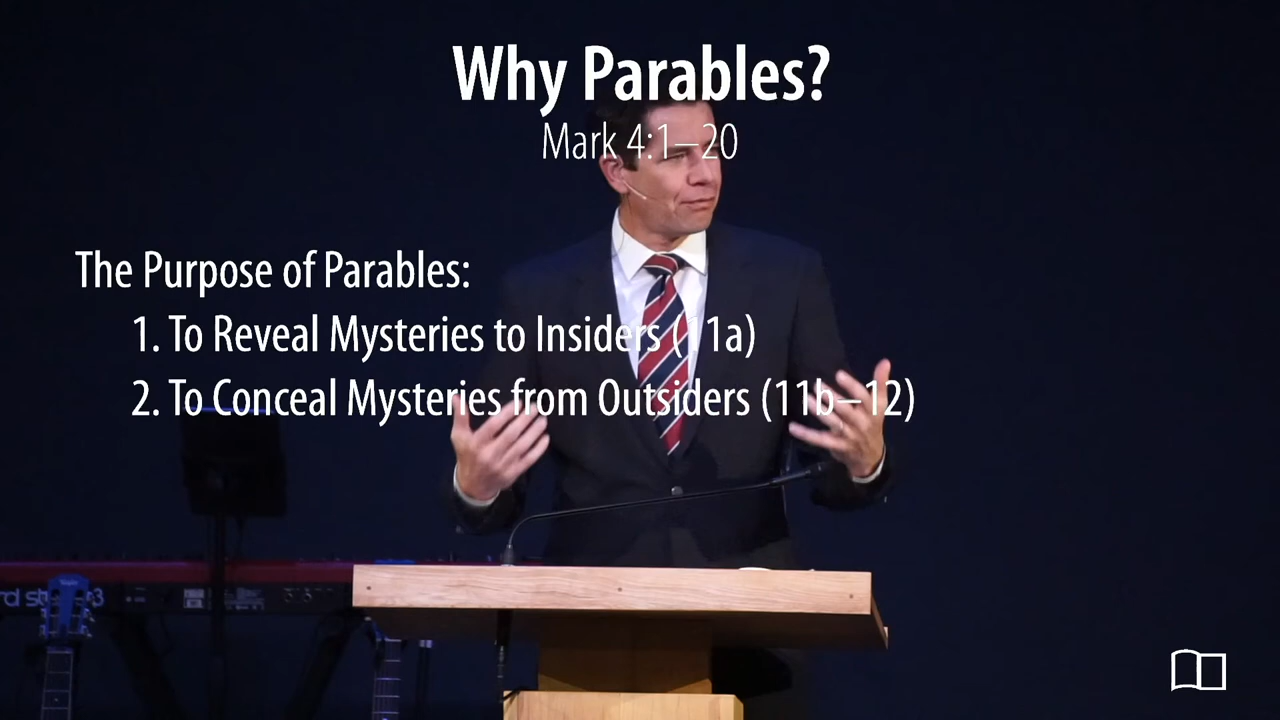 Why Parables?
Mark 4:1–20
The Purpose of Parables:
1. To Reveal Mysteries to Insiders (11a)
2. To Conceal Mysteries from Outsiders (11b–12)